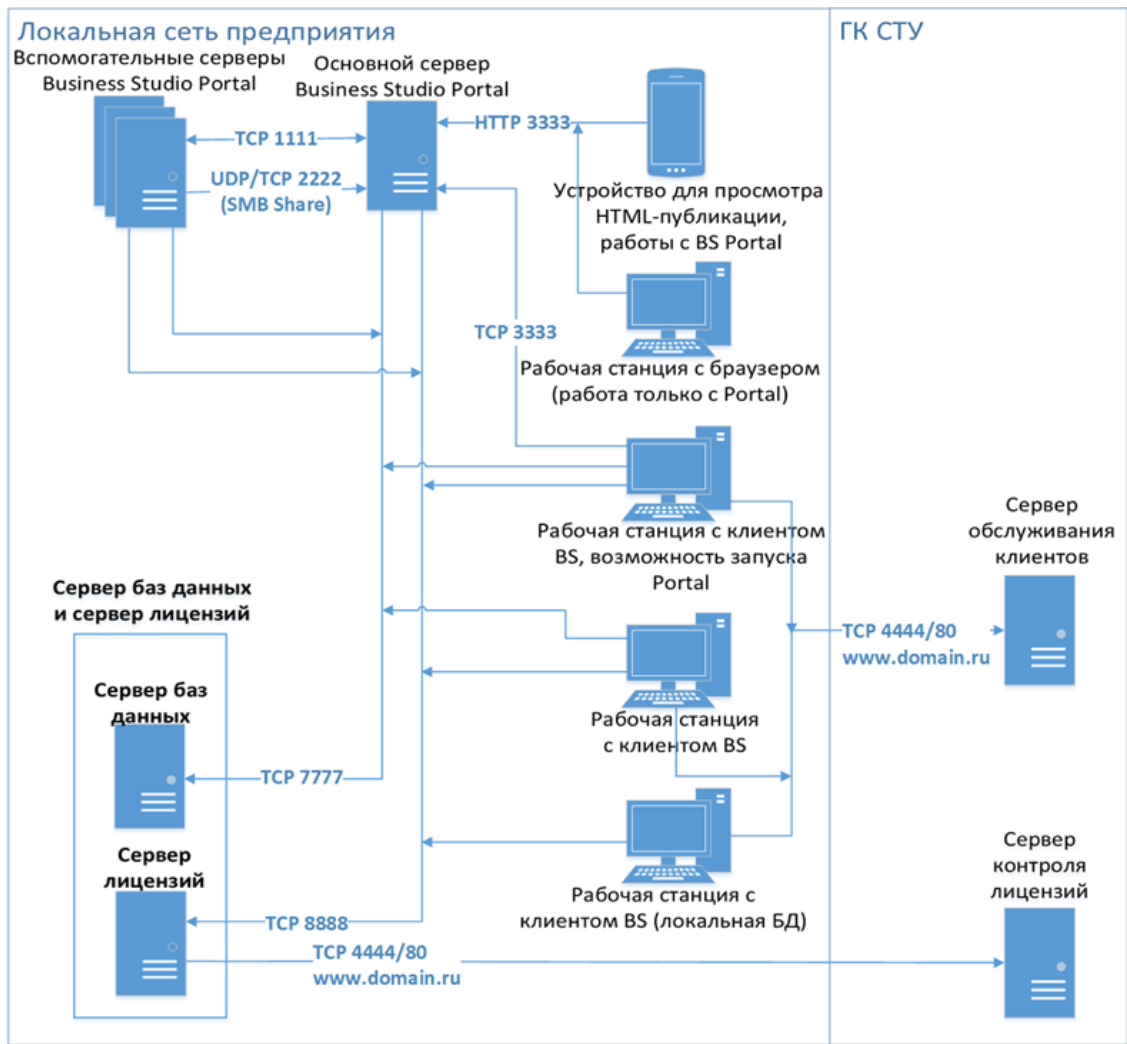 Локальная сеть предприятия
ГК СТУ
Вспомогательные серверы
Business Studio Portal
Основной сервер
Business Studio Portal
TCP 1111
HTTP 3333
UDP/TCP 2222
(SMB Share)
Устройство для просмотра
HTML-публикации,
работы с BS Portal
TCP 3333
Рабочая станция с браузером
(работа только с Portal)
Рабочая станция с клиентом
BS, возможность запуска
Portal
Сервер
обслуживания
клиентов
Сервер баз данных
и сервер лицензий
TCP 4444/80
www.domain.ru
Сервер баз
данных
Рабочая станция
с клиентом BS
TCP 7777
Сервер
лицензий
Сервер
контроля
лицензий
Рабочая станция с
клиентом BS (локальная БД)
TCP 8888
TCP 4444/80
www.domain.ru